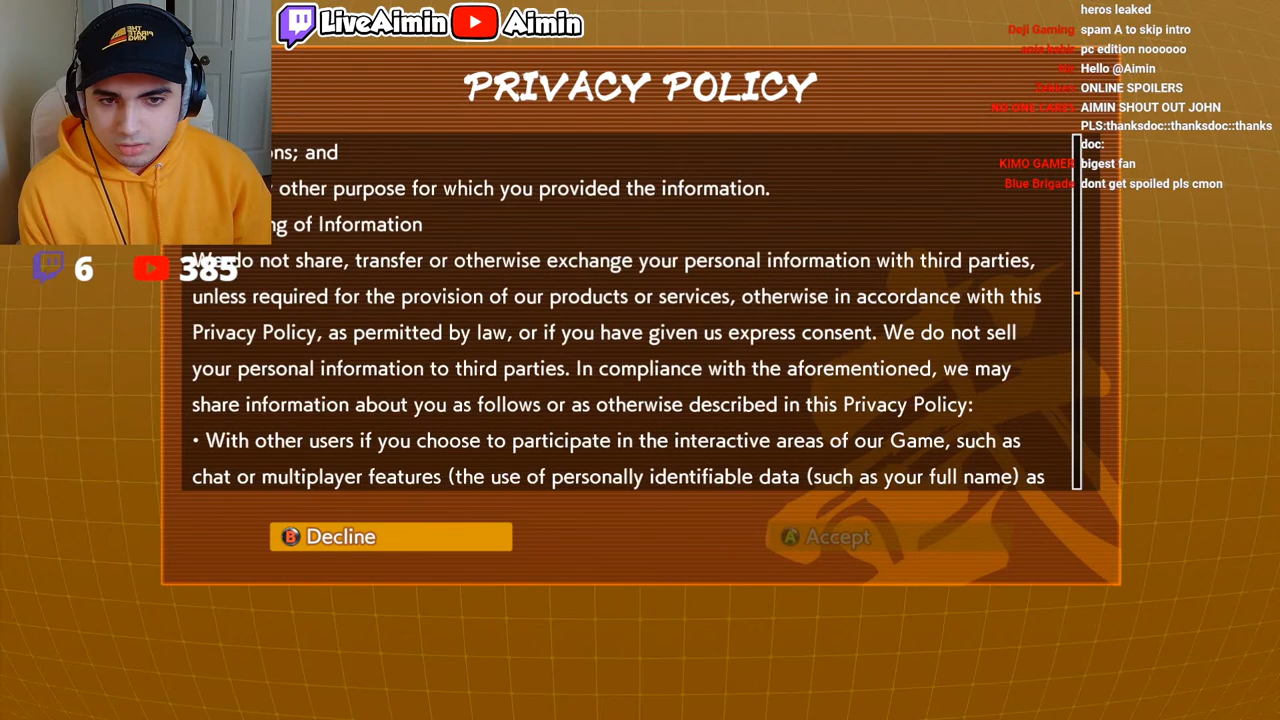 LiveAimin Aimin
PRIVACY POLICY
ons; and
other purpose for which you provided the information.
ng of Information
We do not share, transfer or otherwise exchange your personal information with third parties,
unless required for the provision of our products or services, otherwise in accordance with this
Privacy Policy, as permitted by law, or if you have given us express consent. We do not sell
your personal information to third parties. In compliance with the aforementioned, we may
share information about you as follows or as otherwise described in this Privacy Policy:
• With other users if you choose to participate in the interactive areas of our Game, such as
chat or multiplayer features (the use of personally identifiable data (such as your full name) as
B Decline
A Accept
6 385
heros leaked
Deji Gaming spam A to skip intro
pc edition noooooo
Hello @Aimin
ONLINE SPOILERS
NO ONE CARES AIMIN SHOUT OUT JOHN
PLS:thanksdoc::thanksdoc::thanks
doc:
KIMO GAMER bigest fan
Blue Brigade dont get spoiled pls cmon